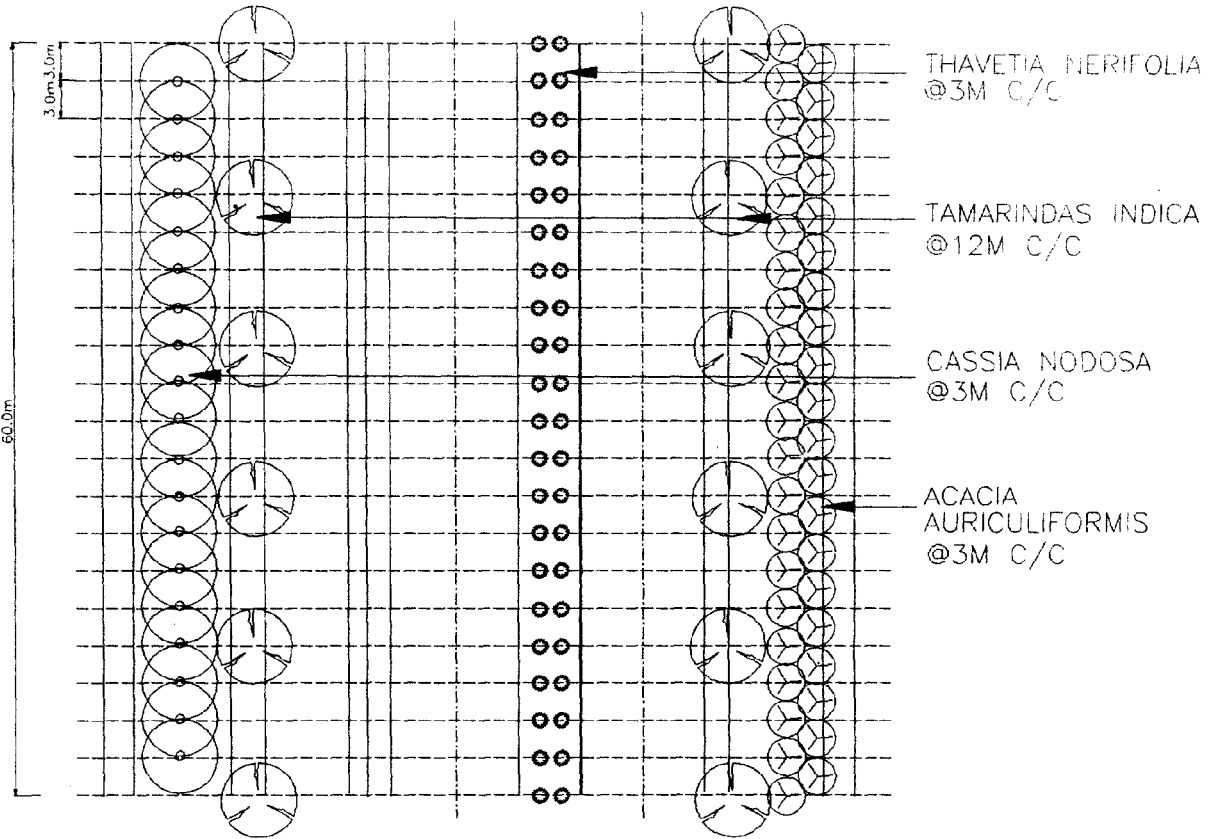 3.0m
3.0m
60.0m
THAVETIA NERIFOLIA
@3M C/C
TAMARINDAS INDICA
@12M C/C
CASSIA NODOSA
@3M C/C
ACACIA
AURICULIFORMIS
@3M C/C